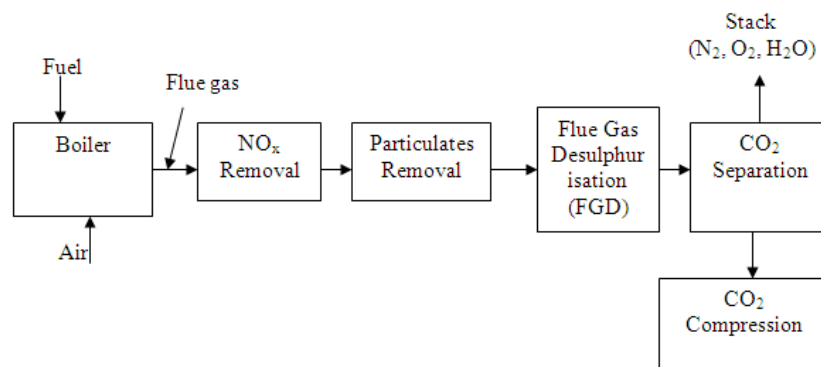 Stack
(N₂, O₂, H₂O)
Fuel
Flue gas
Boiler
NOₓ
Removal
Particulates
Removal
Flue Gas
Desulphur
isation
(FGD)
CO₂
Separation
Air
CO₂
Compression